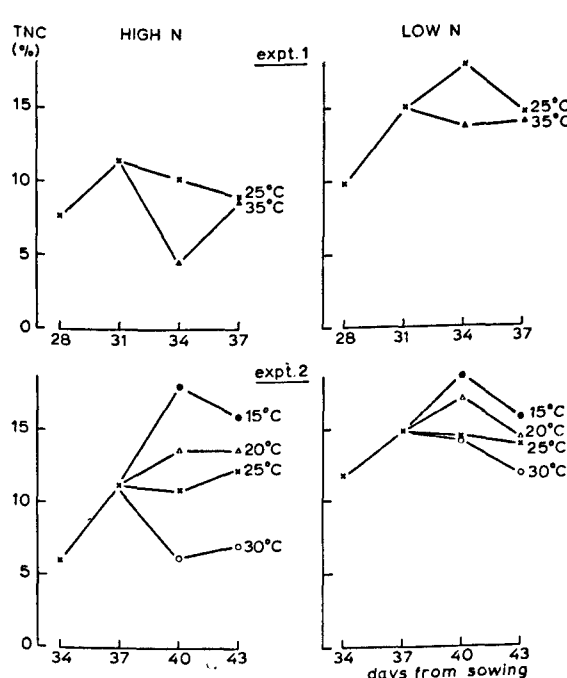 TNC
(%)
HIGH N
LOW N
expt.1
15
10
5
0
25°C
35°C
25°C
35°C
28 31 34 37
28 31 34 37
expt.2
15
10
5
0
15°C
20°C
25°C
30°C
15°C
20°C
25°C
30°C
34 37 40 43
34 37 40 43
days from sowing